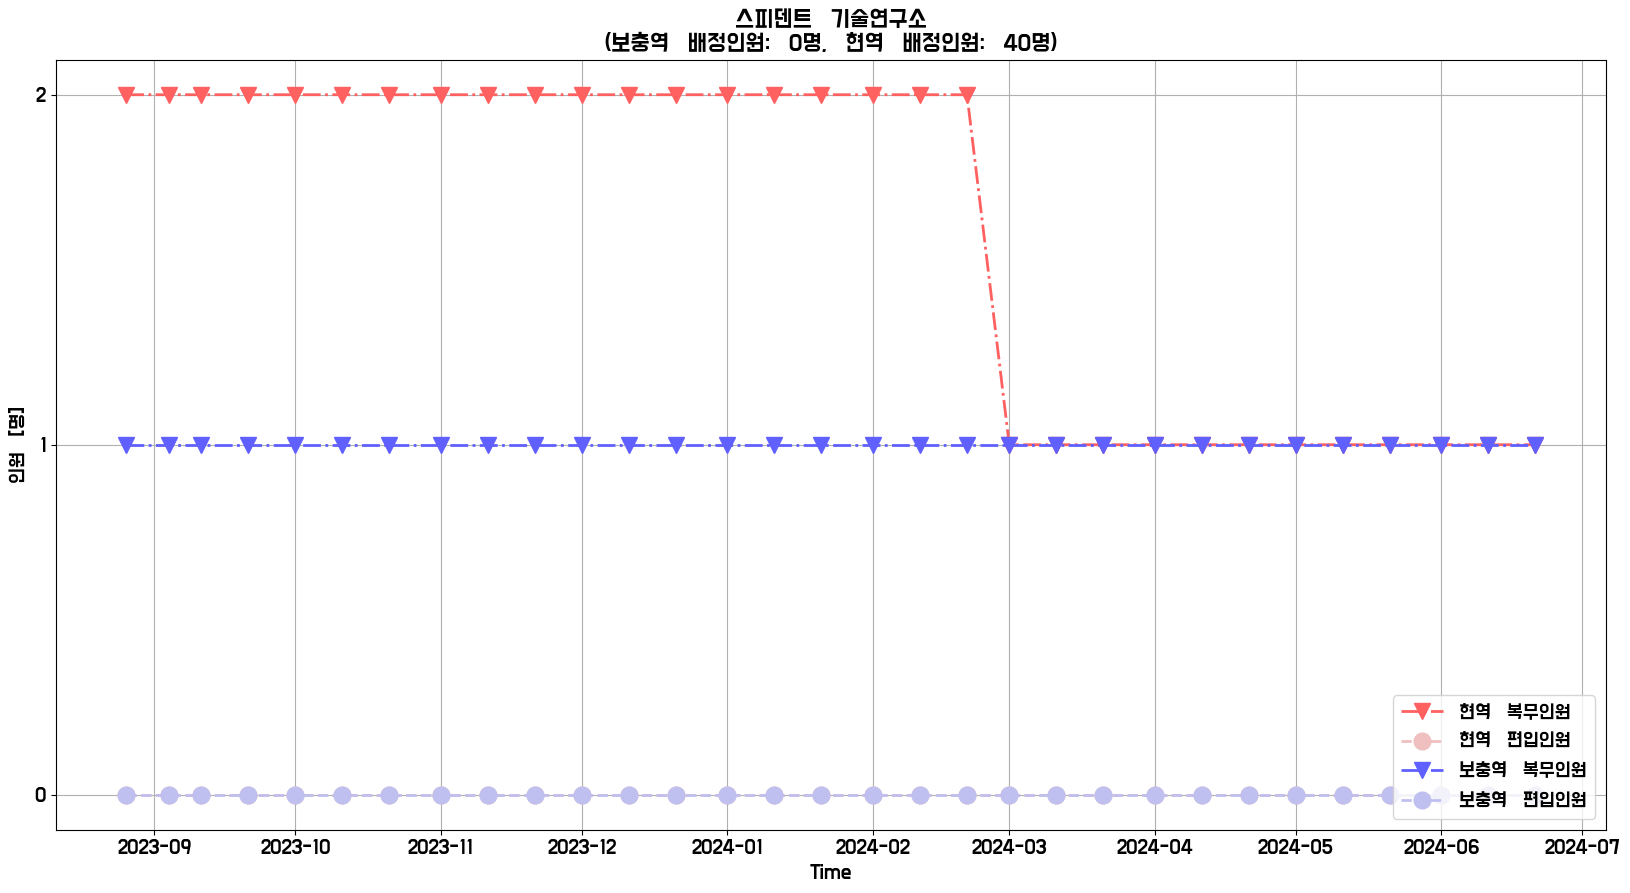 스피덴트 기술연구소
(보충역 배정인원: 0명, 현역 배정인원: 40명)
2
1
0
인원 [명]
현역 복무인원
현역 편입인원
보충역 복무인원
보충역 편입인원
2023-09 2023-10 2023-11 2023-12 2024-01 2024-02 2024-03 2024-04 2024-05 2024-06 2024-07
Time